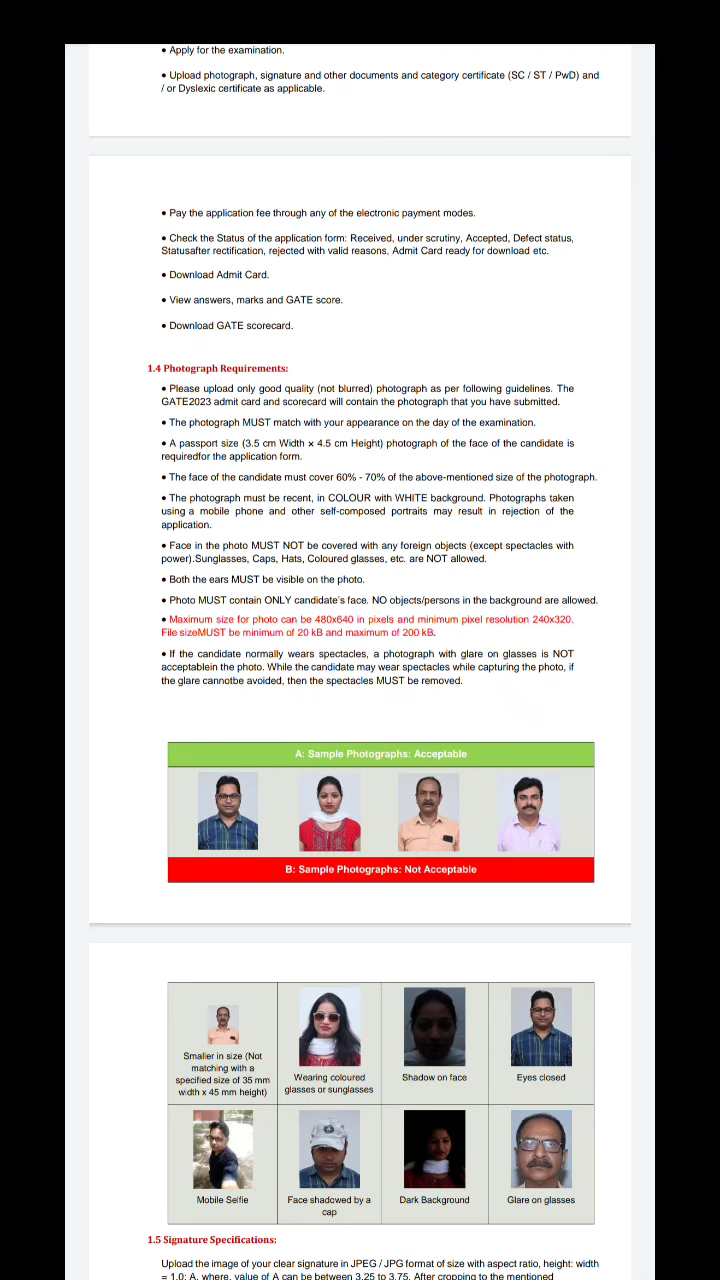 • Apply for the examination.
• Upload photograph, signature and other documents and category certificate (SC / ST / PwD) and
/ or Dyslexic certificate as applicable.
• Pay the application fee through any of the electronic payment modes.
• Check the Status of the application form: Received, under scrutiny, Accepted, Defect status,
Statusafter rectification, rejected with valid reasons, Admit Card ready for download etc.
• Download Admit Card.
• View answers, marks and GATE score.
• Download GATE scorecard.
1.4 Photograph Requirements:
• Please upload only good quality (not blurred) photograph as per following guidelines. The
GATE2023 admit card and scorecard will contain the photograph that you have submitted.
• The photograph MUST match with your appearance on the day of the examination.
• A passport size (3.5 cm Width × 4.5 cm Height) photograph of the face of the candidate is
requiredfor the application form.
• The face of the candidate must cover 60% - 70% of the above-mentioned size of the photograph.
• The photograph must be recent, in COLOUR with WHITE background. Photographs taken
using a mobile phone and other self-composed portraits may result in rejection of the
application.
• Face in the photo MUST NOT be covered with any foreign objects (except spectacles with
power).Sunglasses, Caps, Hats, Coloured glasses, etc. are NOT allowed.
• Both the ears MUST be visible on the photo.
• Photo MUST contain ONLY candidate's face. NO objects/persons in the background are allowed.
• Maximum size for photo can be 480x640 in pixels and minimum pixel resolution 240x320.
File sizeMUST be minimum of 20 kB and maximum of 200 kB.
• If the candidate normally wears spectacles, a photograph with glare on glasses is NOT
acceptablein the photo. While the candidate may wear spectacles while capturing the photo, if
the glare cannotbe avoided, then the spectacles MUST be removed.
A: Sample Photographs: Acceptable
B: Sample Photographs: Not Acceptable
Smaller in size (Not
matching with a
specified size of 35 mm
width x 45 mm height)
Wearing coloured
glasses or sunglasses
Shadow on face
Eyes closed
Mobile Selfie
Face shadowed by a
cap
Dark Background
Glare on glasses
1.5 Signature Specifications:
Upload the image of your clear signature in JPEG / JPG format of size with aspect ratio, height: width
= 1.0: A, where, value of A can be between 3.25 to 3.75. After cropping to the mentioned